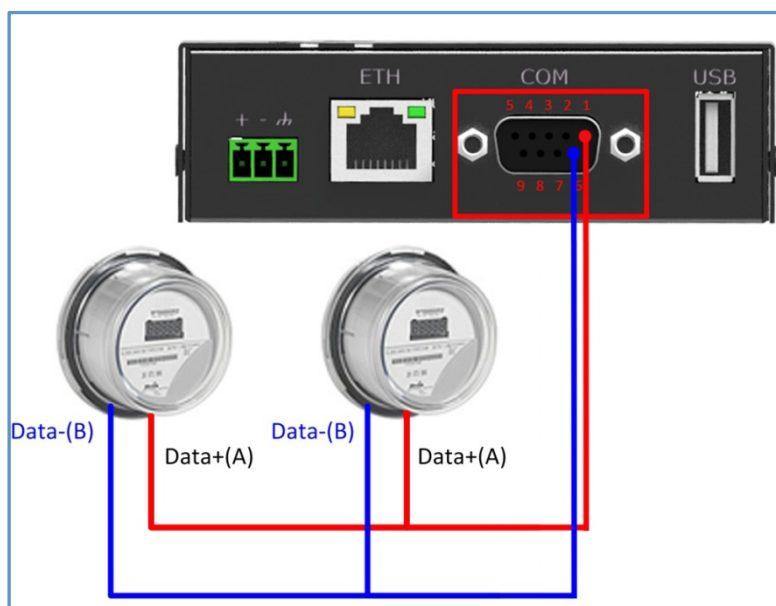 ETH COM USB
+ -
5 4 3 2 1
9 8 7 6
Data-(B) Data+(A) Data-(B) Data+(A)